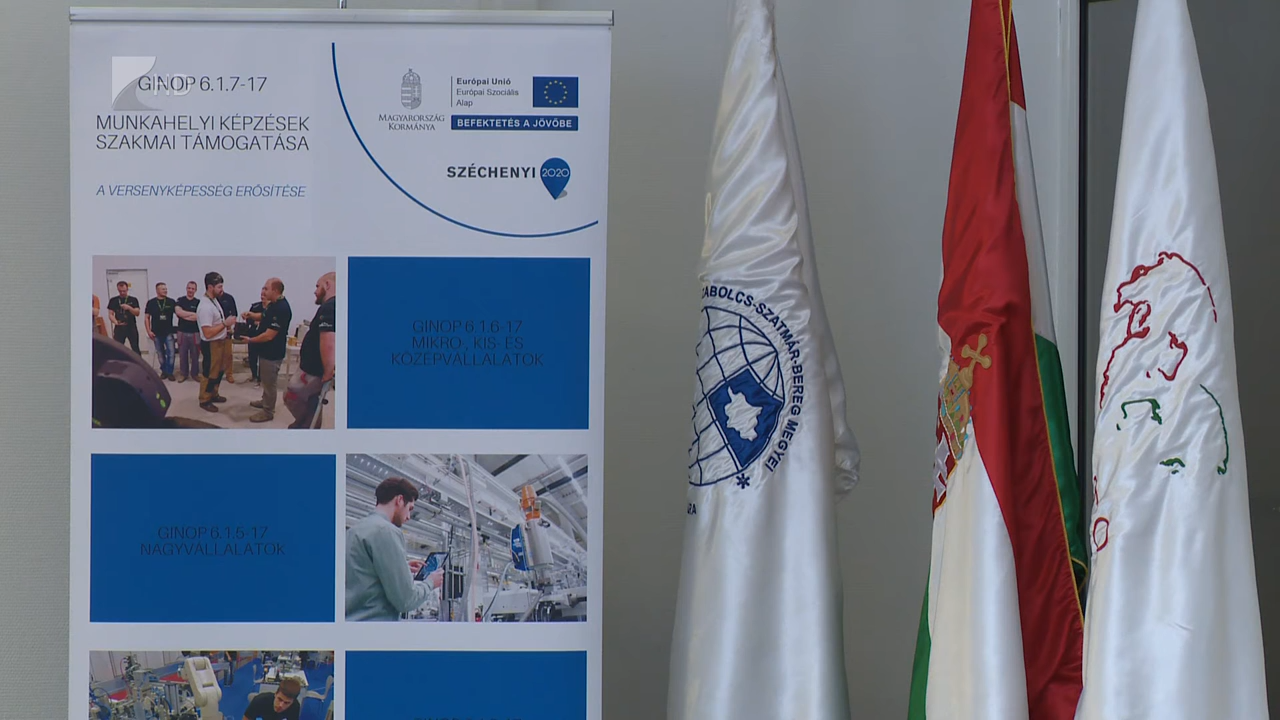 GINOP 6.1.7-17
HD
MUNKAHELYI KÉPZÉSEK
SZAKMAI TÁMOGATÁSA
A VERSENYKÉPESSÉG ERŐSÍTÉSE
MAGYARORSZÁG
KORMÁNYA
Európai Unió
Európai Szociális
Alap
BEFEKTETÉS A JÖVŐBE
SZÉCHENYI 2020
GINOP 6.1.6-17
MIKRO-, KIS-ÉS
KÖZÉPVÁLLALATOK
GINOP 6.1.5-17
NAGYVÁLLALATOK
SZABOLCS-SZATMÁR-BEREG MEGYEI